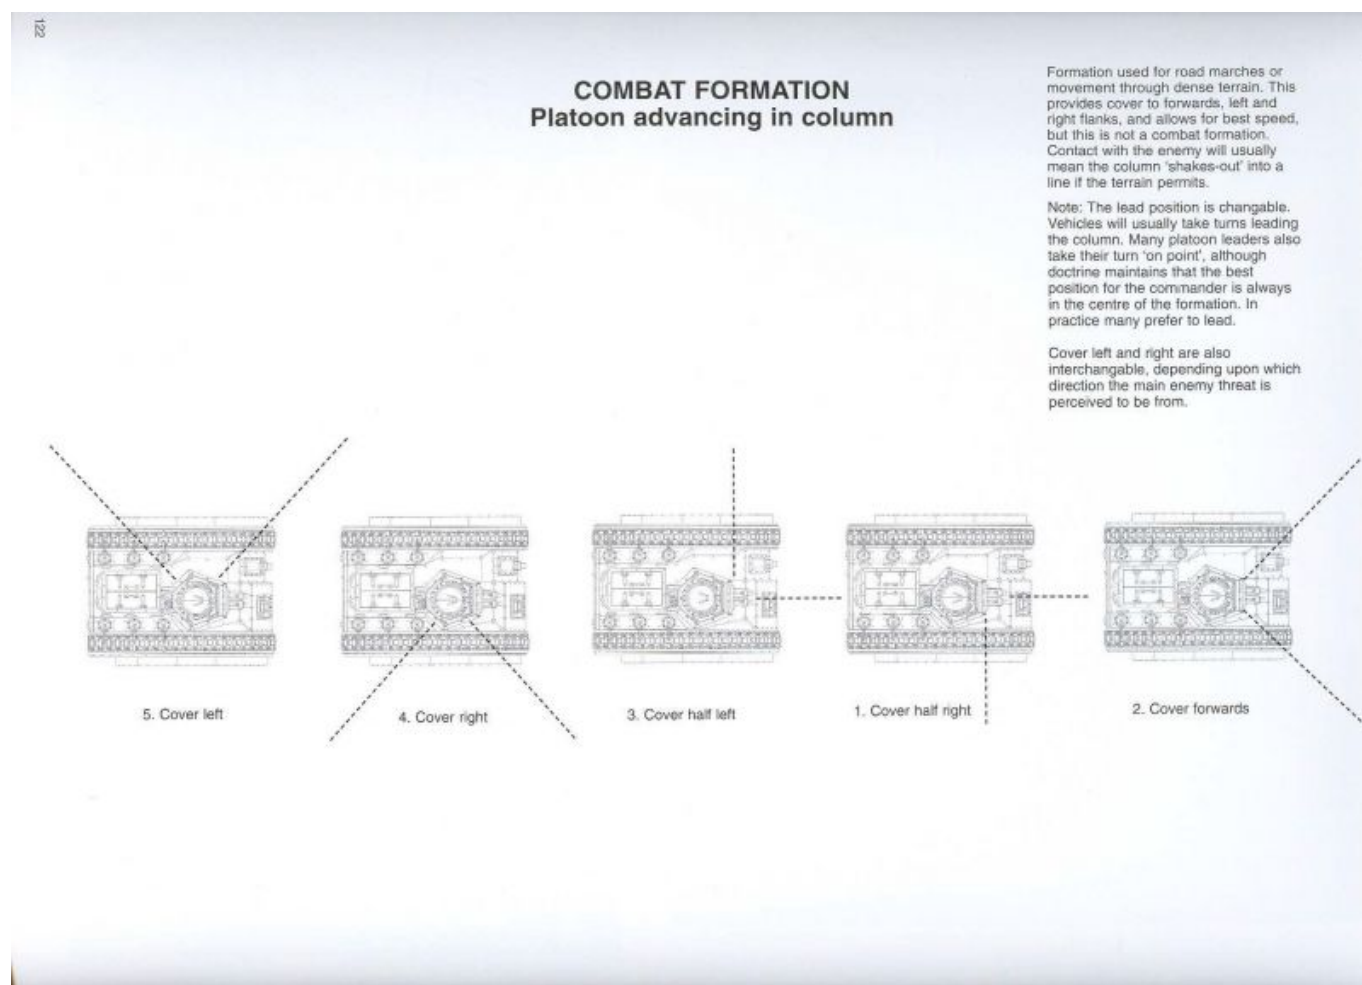 122
COMBAT FORMATION
Platoon advancing in column
Formation used for road marches or
movement through dense terrain. This
provides cover to forwards, left and
right flanks, and allows for best speed,
but this is not a combat formation.
Contact with the enemy will usually
mean the column 'shakes-out' into a
line if the terrain permits.
Note: The lead position is changable.
Vehicles will usually take turns leading
the column. Many platoon leaders also
take their turn 'on point', although
doctrine maintains that the best
position for the commander is always
in the centre of the formation. In
practice many prefer to lead.
Cover left and right are also
interchangable, depending upon which
direction the main enemy threat is
perceived to be from.
5. Cover left
4. Cover right
3. Cover half left
1. Cover half right
2. Cover forwards